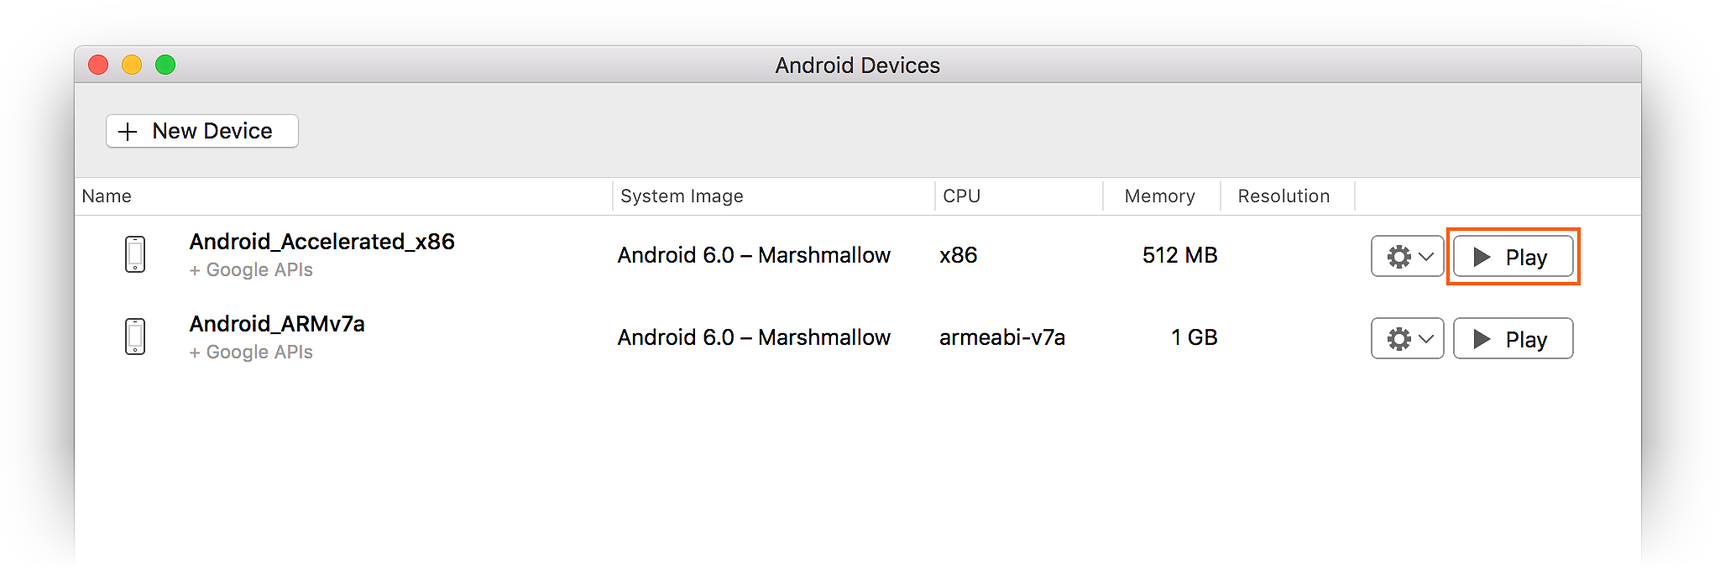 Android Devices
+ New Device
Name System Image CPU Memory Resolution
Android_Accelerated_x86
+ Google APIs
Android 6.0 – Marshmallow x86 512 MB Play
Android_ARMv7a
+ Google APIs
Android 6.0 – Marshmallow armeabi-v7a 1 GB Play